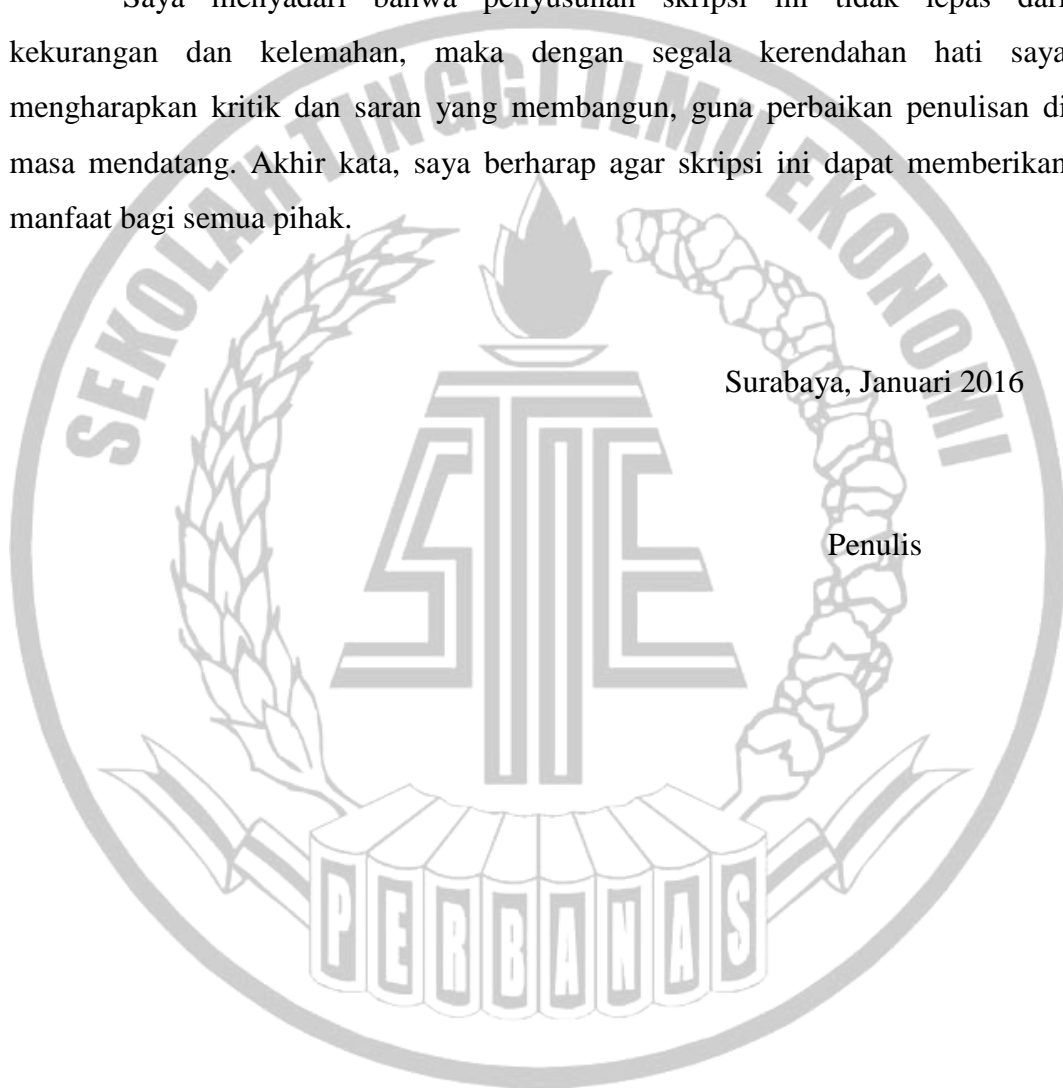 Saya menyadari bahwa penyusunan skripsi ini tidak lepas dari
kekurangan dan kelemahan, maka dengan segala kerendahan hati saya
mengharapkan kritik dan saran yang membangun, guna perbaikan penulisan di
masa mendatang. Akhir kata, saya berharap agar skripsi ini dapat memberikan
manfaat bagi semua pihak.
SEKOLAH TINGGI ILMU EKONOMI
Surabaya, Januari 2016
Penulis
STIE
PERBANAS